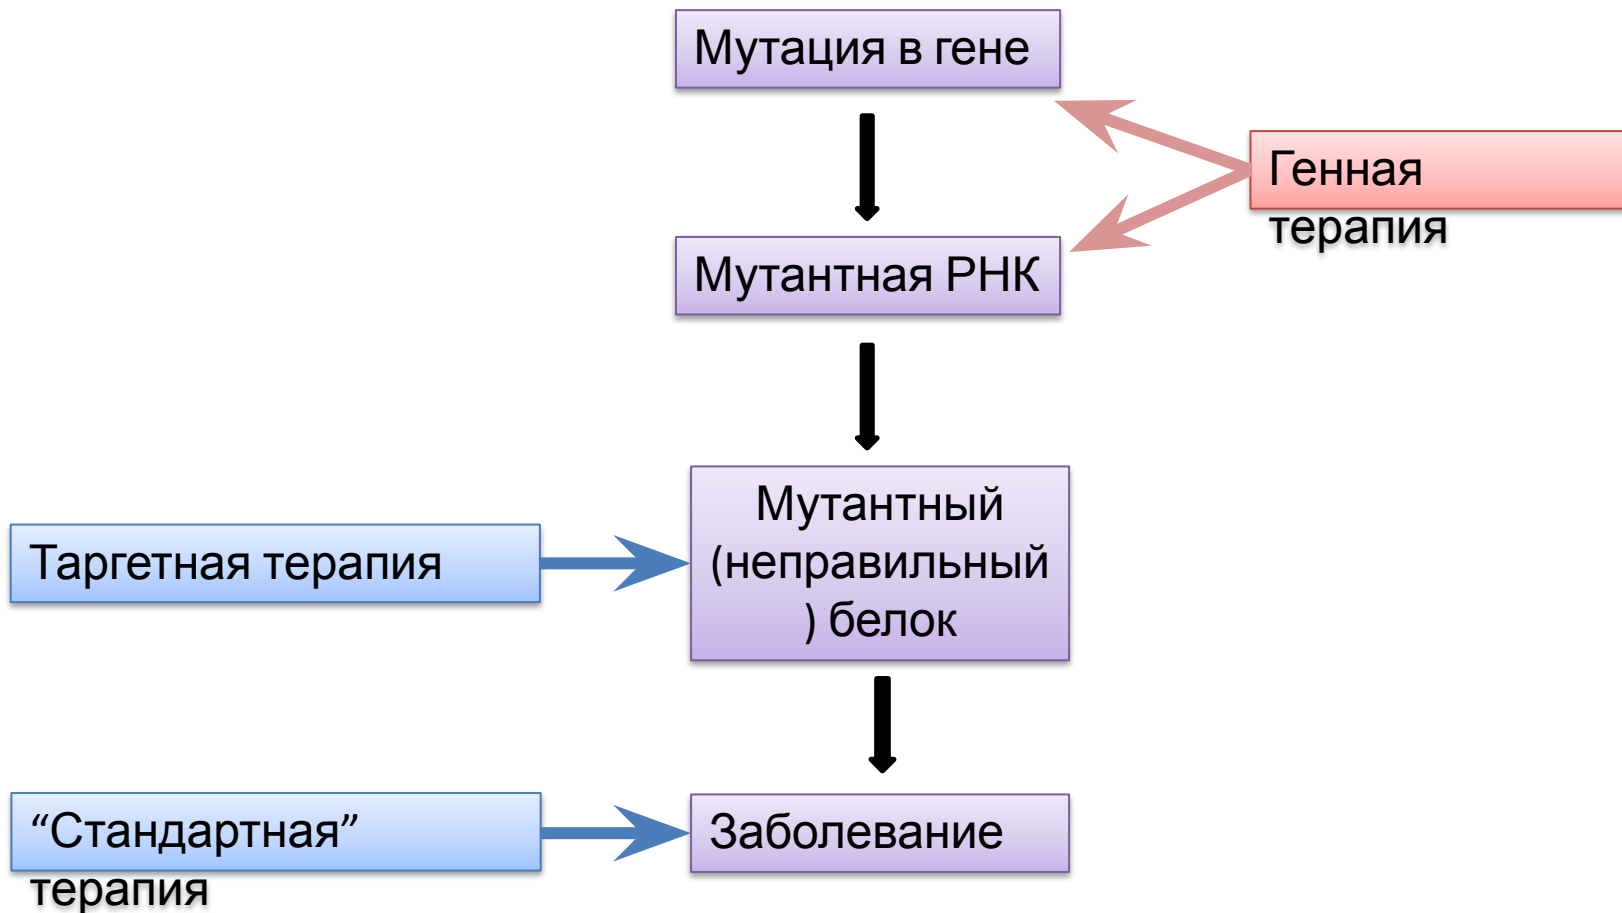 Мутация в гене
Генная
терапия
Мутантная РНК
Мутантный
(неправильный
) белок
Таргетная терапия
“Стандартная”
терапия
Заболевание